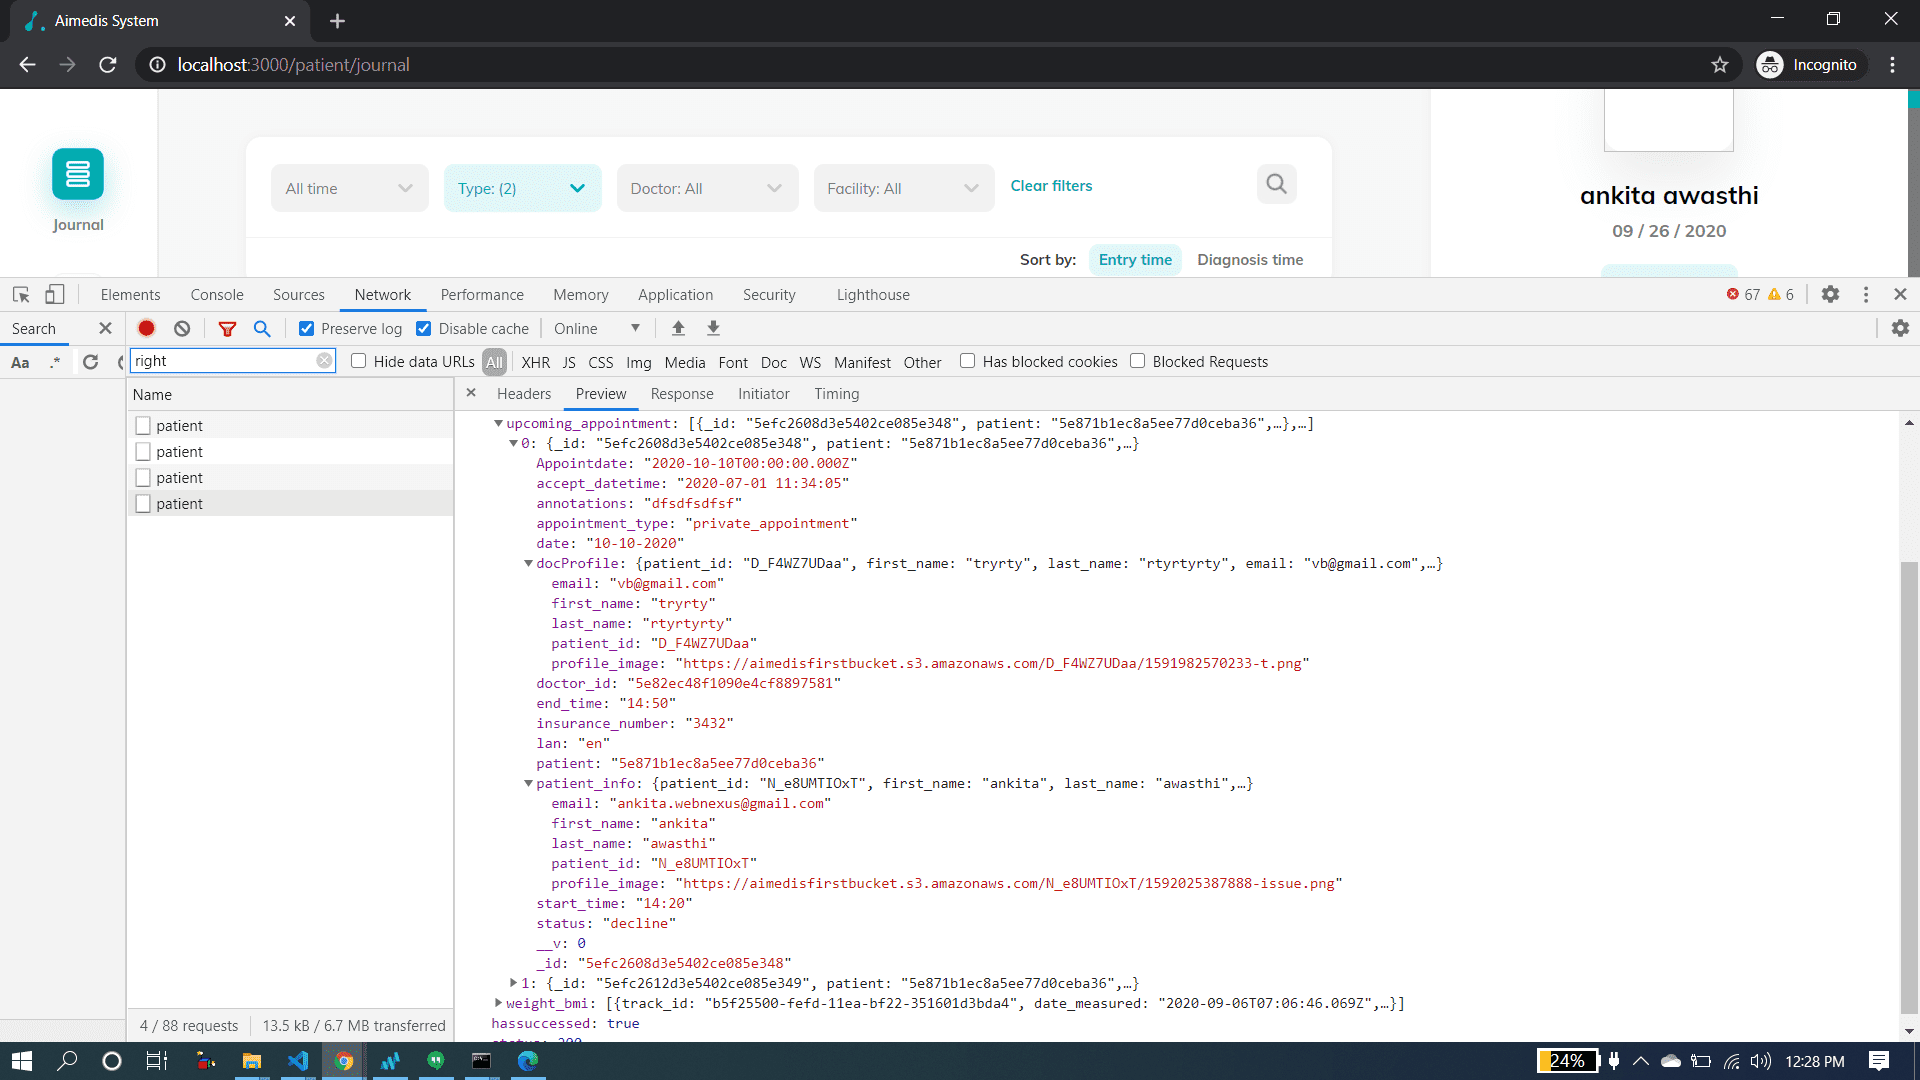 Aimedis System
localhost:3000/patient/journal
Incognito
All time
Type: (2)
Doctor: All
Facility: All
Clear filters
Journal
Sort by: Entry time Diagnosis time
ankita awasthi
09 / 26 / 2020
Elements Console Sources Network Performance Memory Application Security Lighthouse 67 6
Search
Preserve log Disable cache Online
Aa .*
right
Hide data URLs All XHR JS CSS Img Media Font Doc WS Manifest Other Has blocked cookies Blocked Requests
Name
patient
patient
patient
patient
4 / 88 requests 13.5 kB / 6.7 MB transferred
Headers Preview Response Initiator Timing
upcoming_appointment: [{_id: "5efc2608d3e5402ce085e348", patient: "5e871b1ec8a5ee77d0ceba36",…},…]
0: {_id: "5efc2608d3e5402ce085e348", patient: "5e871b1ec8a5ee77d0ceba36",…}
Appointdate: "2020-10-10T00:00:00.000Z"
accept_datetime: "2020-07-01 11:34:05"
annotations: "dfsdfsdfsf"
appointment_type: "private_appointment"
date: "10-10-2020"
docProfile: {patient_id: "D_F4WZ7UDaa", first_name: "tryrty", last_name: "rtyrtyrty", email: "vb@gmail.com",…}
email: "vb@gmail.com"
first_name: "tryrty"
last_name: "rtyrtyrty"
patient_id: "D_F4WZ7UDaa"
profile_image: "https://aimedisfirstbucket.s3.amazonaws.com/D_F4WZ7UDaa/1591982570233-t.png"
doctor_id: "5e82ec48f1090e4cf8897581"
end_time: "14:50"
insurance_number: "3432"
lan: "en"
patient: "5e871b1ec8a5ee77d0ceba36"
patient_info: {patient_id: "N_e8UMTIOxT", first_name: "ankita", last_name: "awasthi",…}
email: "ankita.webnexus@gmail.com"
first_name: "ankita"
last_name: "awasthi"
patient_id: "N_e8UMTIOxT"
profile_image: "https://aimedisfirstbucket.s3.amazonaws.com/N_e8UMTIOxT/1592025387888-issue.png"
start_time: "14:20"
status: "decline"
__v: 0
_id: "5efc2608d3e5402ce085e348"
1: {_id: "5efc2612d3e5402ce085e349", patient: "5e871b1ec8a5ee77d0ceba36",…}
weight_bmi: [{track_id: "b5f25500-fefd-11ea-bf22-351601d3bda4", date_measured: "2020-09-06T07:06:46.069Z",…}]
hassuccessed: true
status: 200
24%
12:28 PM